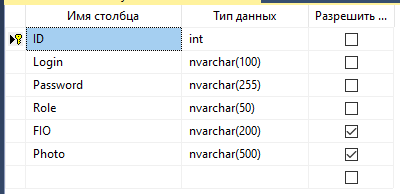 Имя столбца Тип данных Разрешить ...
ID int
Login nvarchar(100)
Password nvarchar(255)
Role nvarchar(50)
FIO nvarchar(200)
Photo nvarchar(500)